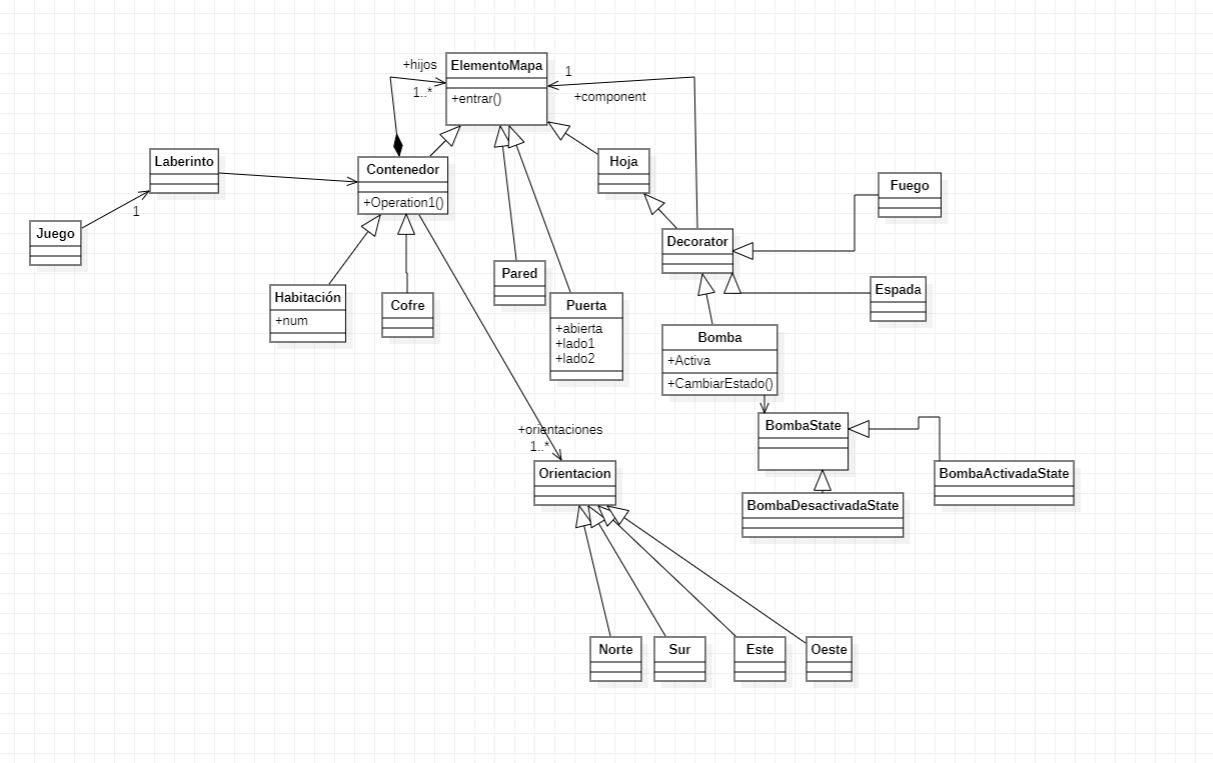 +hijos
ElementoMapa
1
1..*
+entrar()
+component
Laberinto
Contenedor
Hoja
+Operation1()
Fuego
1
Juego
Decorator
Pared
Espada
Habitación
+num
Cofre
Puerta
+abierta
+lado1
+lado2
Bomba
+Activa
+CambiarEstado()
+orientaciones
1..*
BombaState
Orientacion
BombaActivadaState
BombaDesactivadaState
Norte
Sur
Este
Oeste